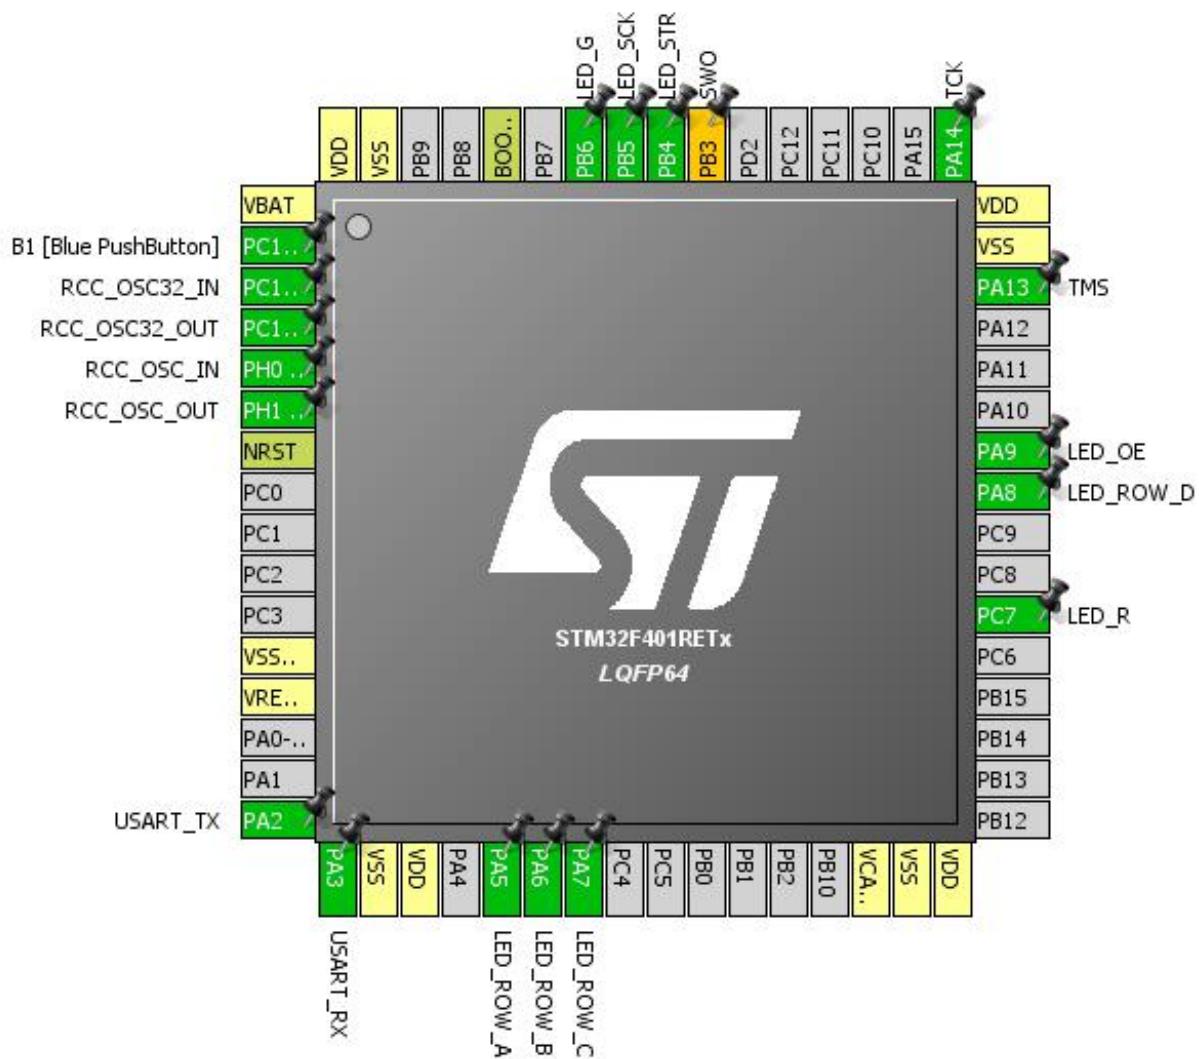 LED_G
LED_SCK
LED_STR
SWO
TCK
VDD
VSS
PB9
PB8
BOO..
PB7
PB6
PB5
PB4
PB3
PD2
PC12
PC11
PC10
PA15
PA14
VBAT
B1 [Blue PushButton] PC1..
RCC_OSC32_IN PC1..
RCC_OSC32_OUT PC1..
RCC_OSC_IN PH0 ..
RCC_OSC_OUT PH1 ..
NRST
PC0
PC1
PC2
PC3
VSS..
VRE..
PA0-..
PA1
USART_TX PA2
VDD
VSS
PA13 TMS
PA12
PA11
PA10
PA9 LED_OE
PA8 LED_ROW_D
PC9
PC8
PC7 LED_R
PC6
PB15
PB14
PB13
PB12
ST
STM32F401RETx
LQFP64
PA3
VSS
VDD
PA4
PA5
PA6
PA7
PC4
PC5
PB0
PB1
PB2
PB10
VCA..
VSS
VDD
USART_RX
LED_ROW_A
LED_ROW_B
LED_ROW_C